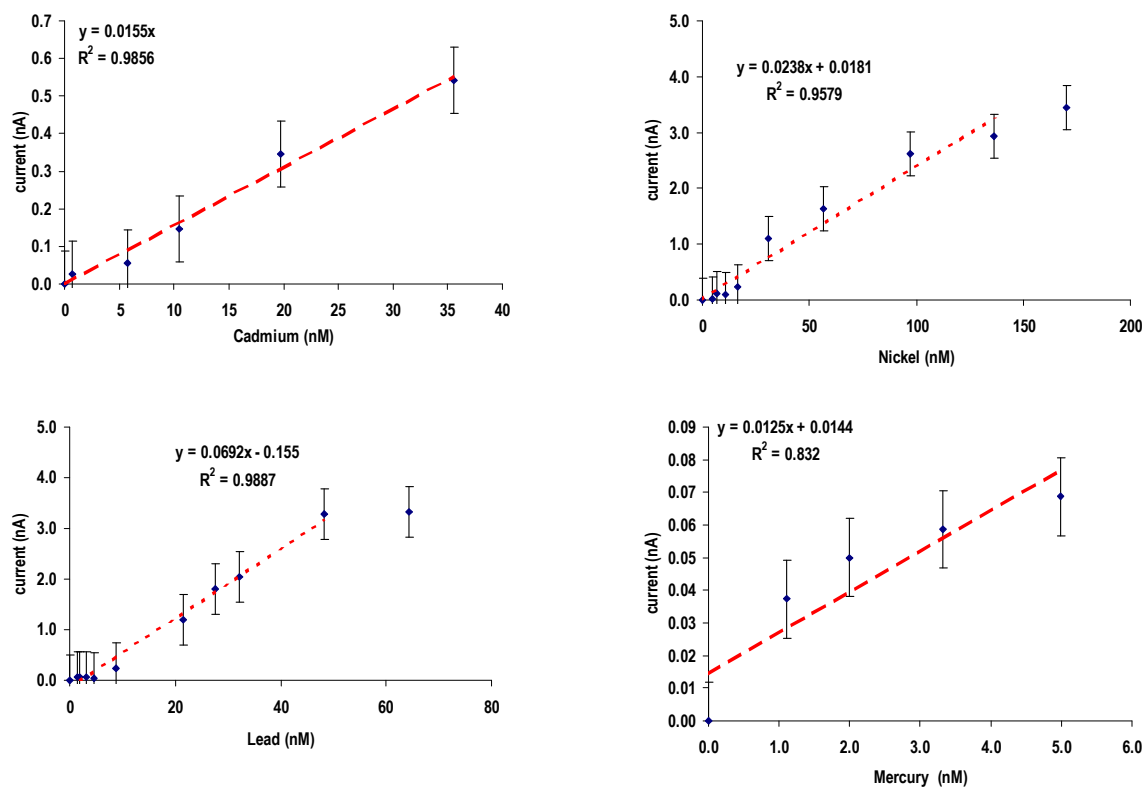 y = 0.0155x
R² = 0.9856
current (nA)
0.7
0.6
0.5
0.4
0.3
0.2
0.1
0.0
0 5 10 15 20 25 30 35 40
Cadmium (nM)
y = 0.0238x + 0.0181
R² = 0.9579
current (nA)
5.0
4.0
3.0
2.0
1.0
0.0
0 50 100 150 200
Nickel (nM)
y = 0.0692x - 0.155
R² = 0.9887
current (nA)
5.0
4.0
3.0
2.0
1.0
0.0
0 20 40 60 80
Lead (nM)
y = 0.0125x + 0.0144
R² = 0.832
current (nA)
0.09
0.08
0.07
0.06
0.05
0.04
0.03
0.02
0.01
0.00
0.0 1.0 2.0 3.0 4.0 5.0 6.0
Mercury (nM)